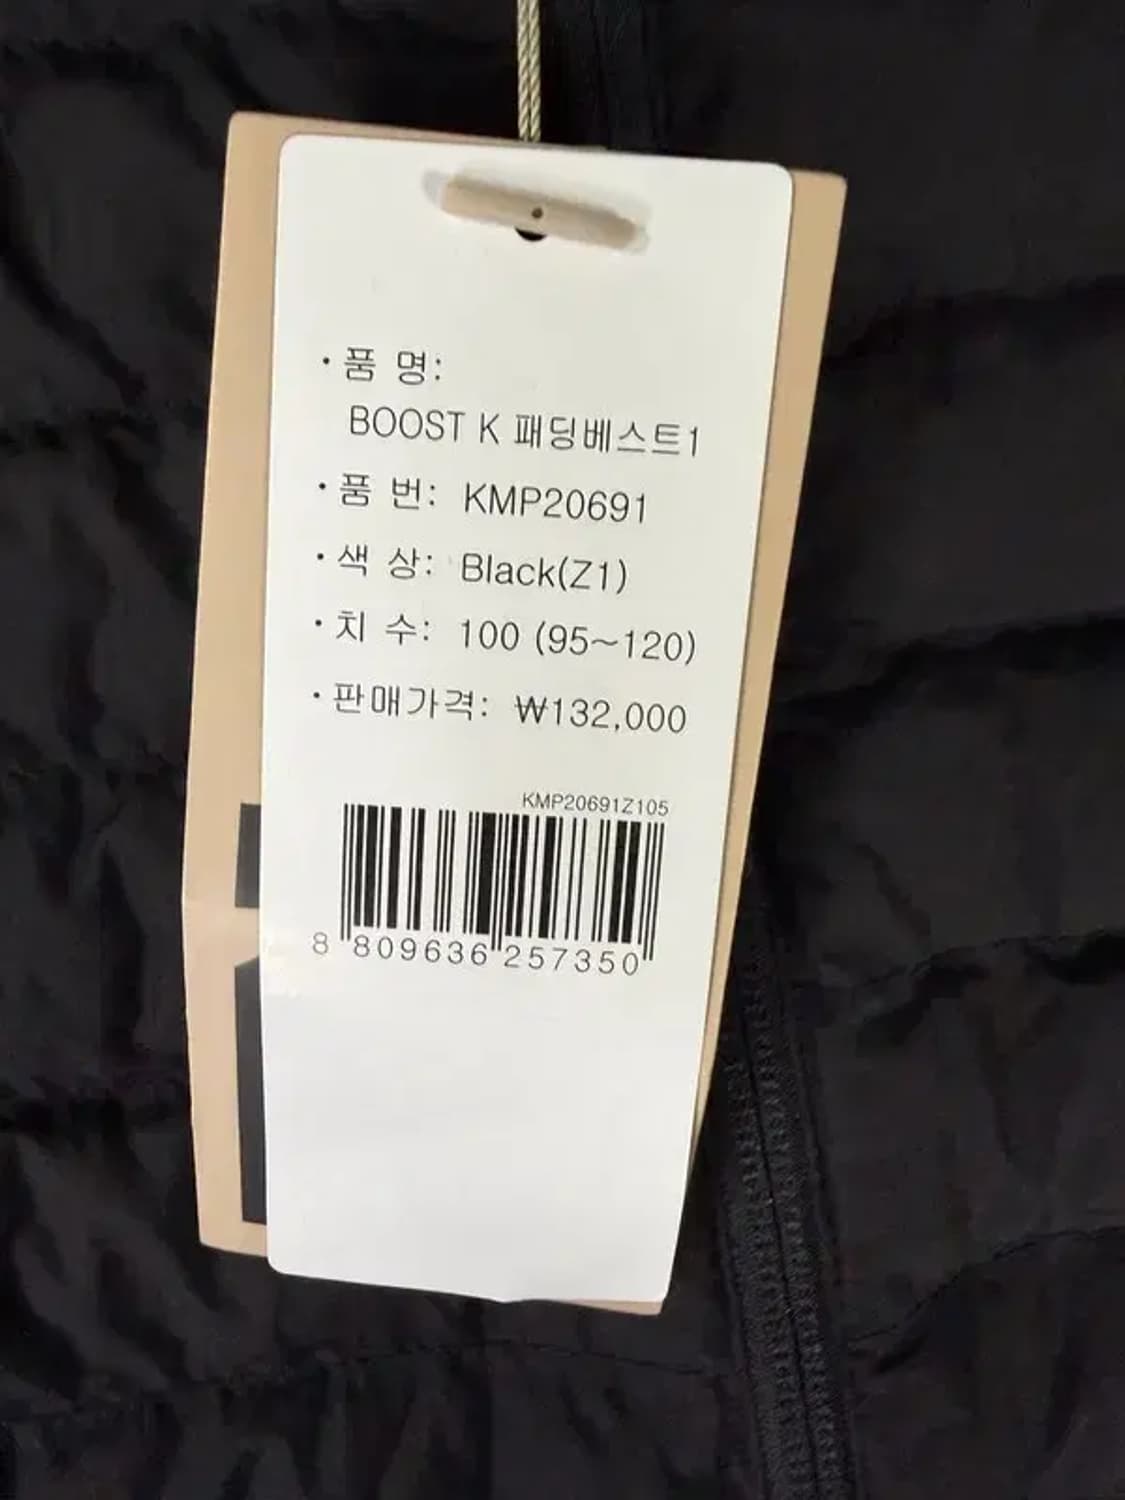 · 품 명:
BOOST K 패딩베스트1
· 품 번: KMP20691
· 색 상: Black(Z1)
· 치 수: 100 (95~120)
· 판매가격: ₩132,000
KMP20691Z105
8 809636 257350